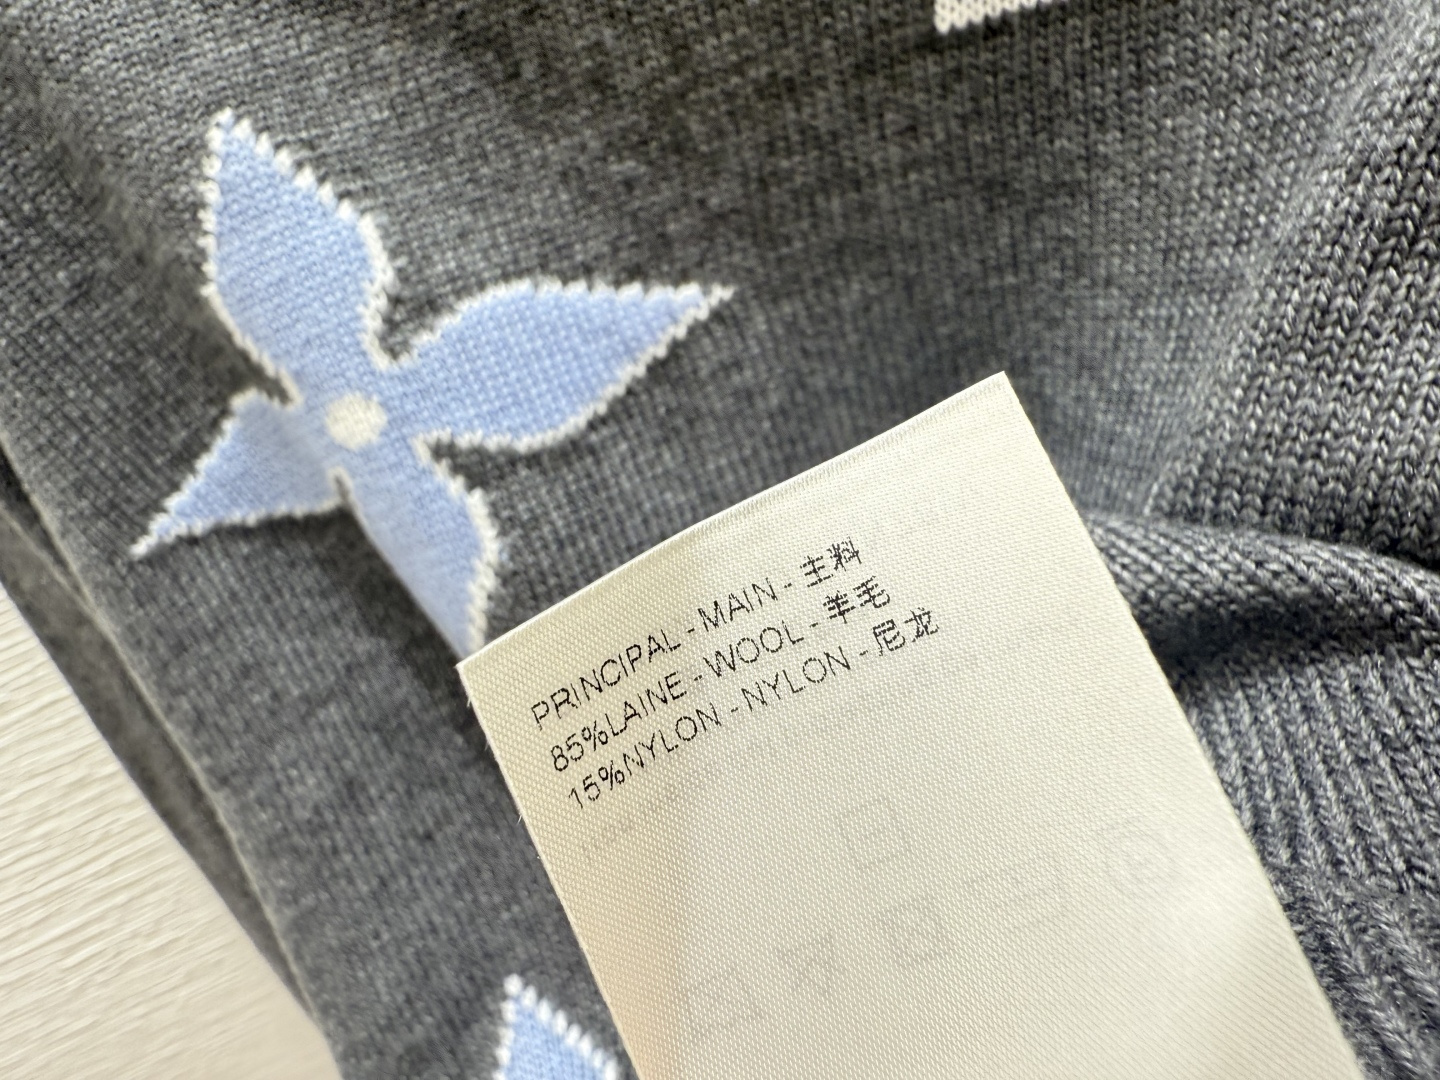 PRINCIPAL - MAIN - 主料
85%LAINE - WOOL - 羊毛
15%NYLON - NYLON - 尼龙